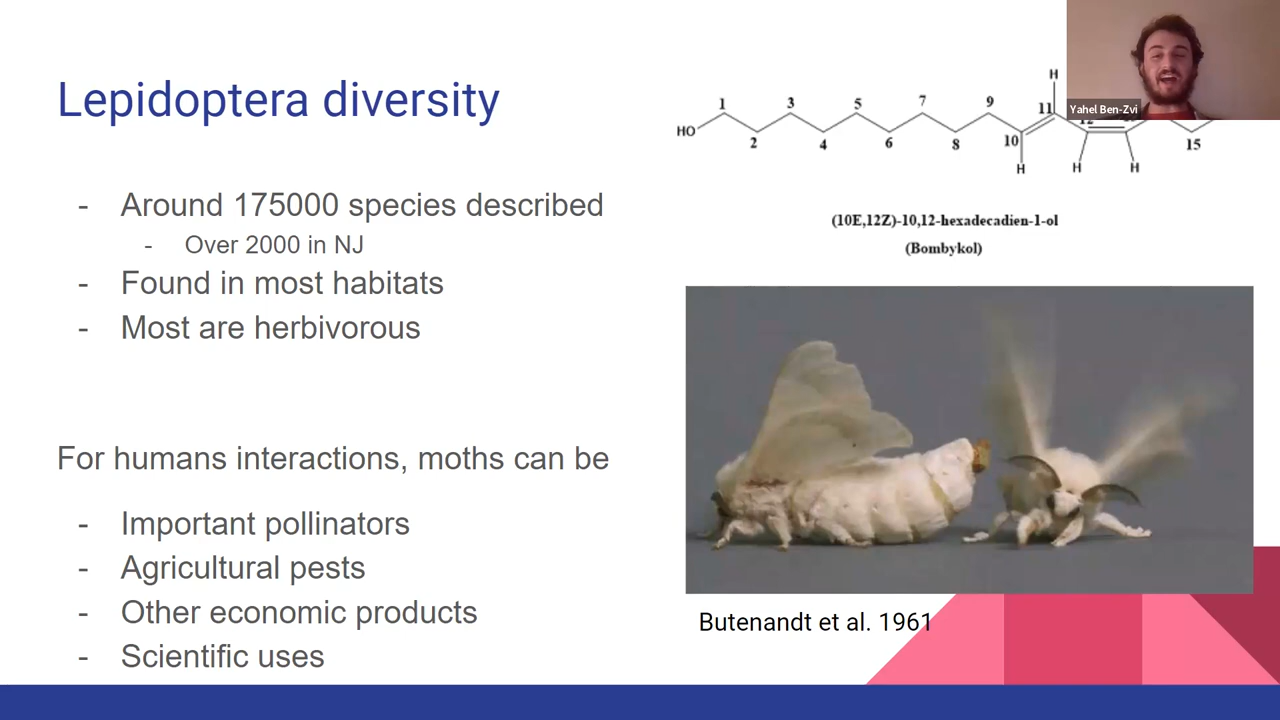 Lepidoptera diversity
- Around 175000 species described
- Over 2000 in NJ
- Found in most habitats
- Most are herbivorous
For humans interactions, moths can be
- Important pollinators
- Agricultural pests
- Other economic products
- Scientific uses
H
1 3 5 7 9 11
HO
2 4 6 8 10 12 15
H H H
(10E,12Z)-10,12-hexadecadien-1-ol
(Bombykol)
Yahel Ben-Zvi
Butenandt et al. 1961